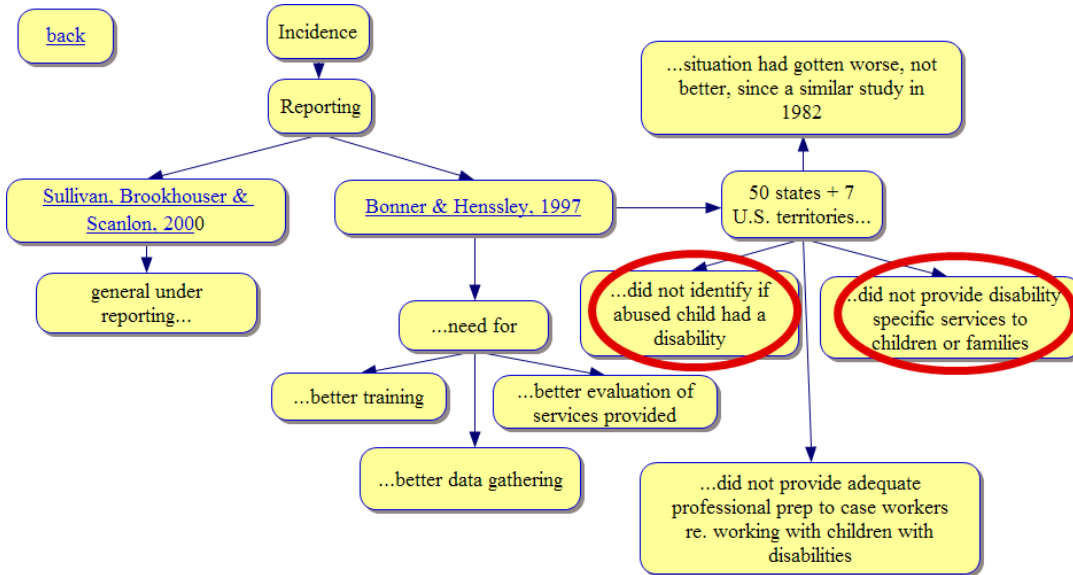 back
Incidence
Reporting
...situation had gotten worse, not
better, since a similar study in
1982
Sullivan, Brookhouser &
Scanlon, 2000
Bonner & Henssley, 1997
50 states + 7
U.S. territories...
general under
reporting...
...need for
...did not identify if
abused child had a
disability
...did not provide disability
specific services to
children or families
...better training
...better evaluation of
services provided
...better data gathering
...did not provide adequate
professional prep to case workers
re. working with children with
disabilities